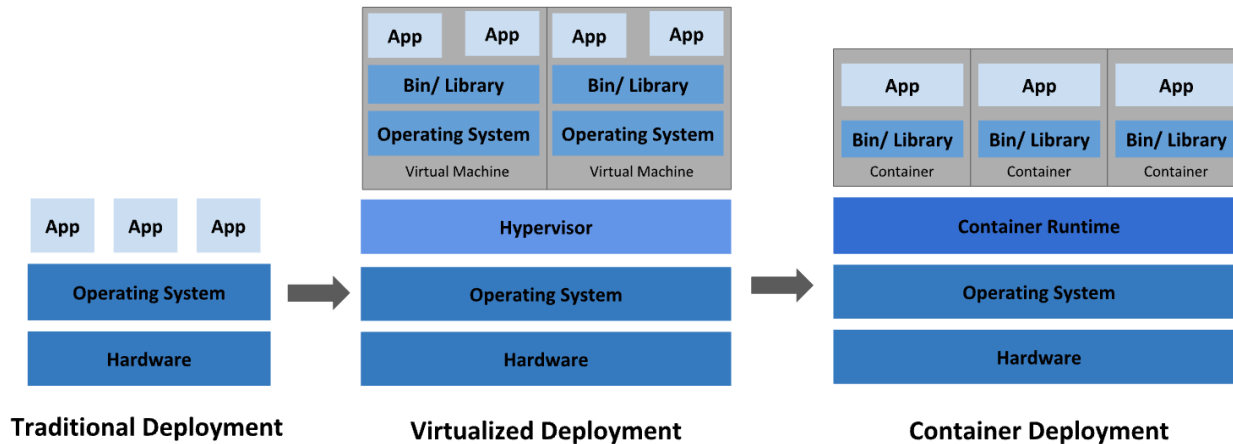 App
App
App
Operating System
Hardware
Traditional Deployment
App
App
App
App
Bin/ Library
Bin/ Library
Operating System
Operating System
Virtual Machine
Virtual Machine
Hypervisor
Operating System
Hardware
Virtualized Deployment
App
App
App
Bin/ Library
Bin/ Library
Bin/ Library
Container
Container
Container
Container Runtime
Operating System
Hardware
Container Deployment